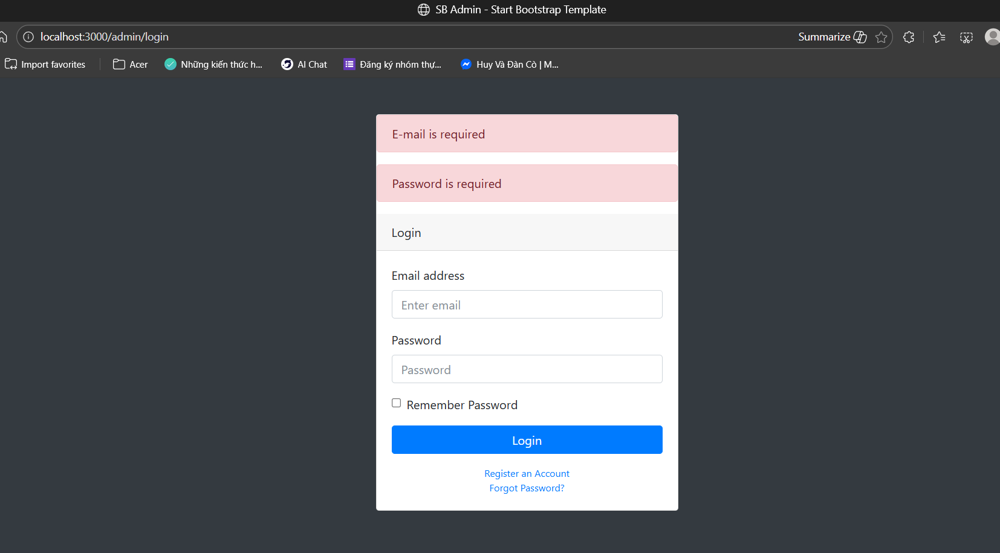 SB Admin - Start Bootstrap Template
localhost:3000/admin/login
Summarize
Import favorites
Acer
Những kiến thức h...
AI Chat
Đăng ký nhóm thự...
Huy Và Đàn Cò | M...
E-mail is required
Password is required
Login
Email address
Enter email
Password
Password
Remember Password
Login
Register an Account
Forgot Password?